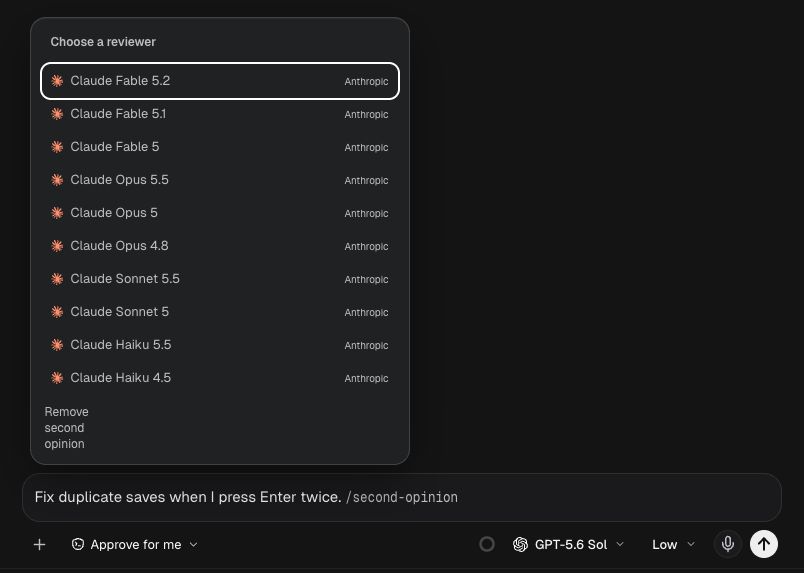 Choose a reviewer
Claude Fable 5.2 Anthropic
Claude Fable 5.1 Anthropic
Claude Fable 5 Anthropic
Claude Opus 5.5 Anthropic
Claude Opus 5 Anthropic
Claude Opus 4.8 Anthropic
Claude Sonnet 5.5 Anthropic
Claude Sonnet 5 Anthropic
Claude Haiku 5.5 Anthropic
Claude Haiku 4.5 Anthropic
Remove
second
opinion
Fix duplicate saves when I press Enter twice. /second-opinion
Approve for me GPT-5.6 Sol Low